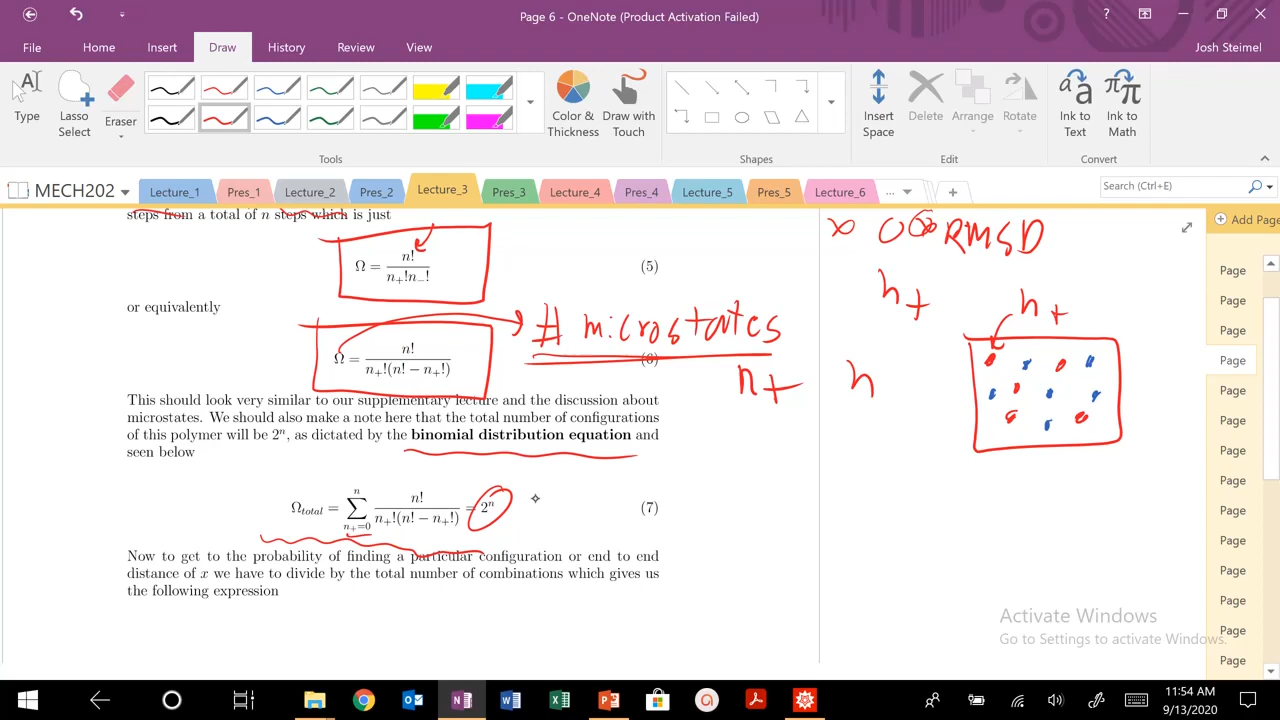 Page 6 - OneNote (Product Activation Failed)
?
File Home Insert Draw History Review View Josh Steimel
Type Lasso Select Eraser Color & Thickness Draw with Touch Insert Space Delete Arrange Rotate Ink to Text Ink to Math
Tools Shapes Edit Convert
MECH202 Lecture_1 Pres_1 Lecture_2 Pres_2 Lecture_3 Pres_3 Lecture_4 Pres_4 Lecture_5 Pres_5 Lecture_6 ... + Search (Ctrl+E)
Add Page
steps from a total of n steps which is just
RMSD
Ω = n! / n₊!n₋! (5)
n+ n+
or equivalently
# microstates
Ω = n! / n₊!(n! − n₊!) (6)
n+ n
This should look very similar to our supplementary lecture and the discussion about
microstates. We should also make a note here that the total number of configurations
of this polymer will be 2ⁿ, as dictated by the binomial distribution equation and
seen below
Ω_total = ∑_{n₊=0}^{n} n! / n₊!(n! − n₊!) = 2ⁿ (7)
Now to get to the probability of finding a particular configuration or end to end
distance of x we have to divide by the total number of combinations which gives us
the following expression
Page
Page
Page
Page
Page
Page
Page
Page
Page
Page
Page
Page
Page
Page
Activate Windows
Go to Settings to activate Windows.
11:54 AM
9/13/2020